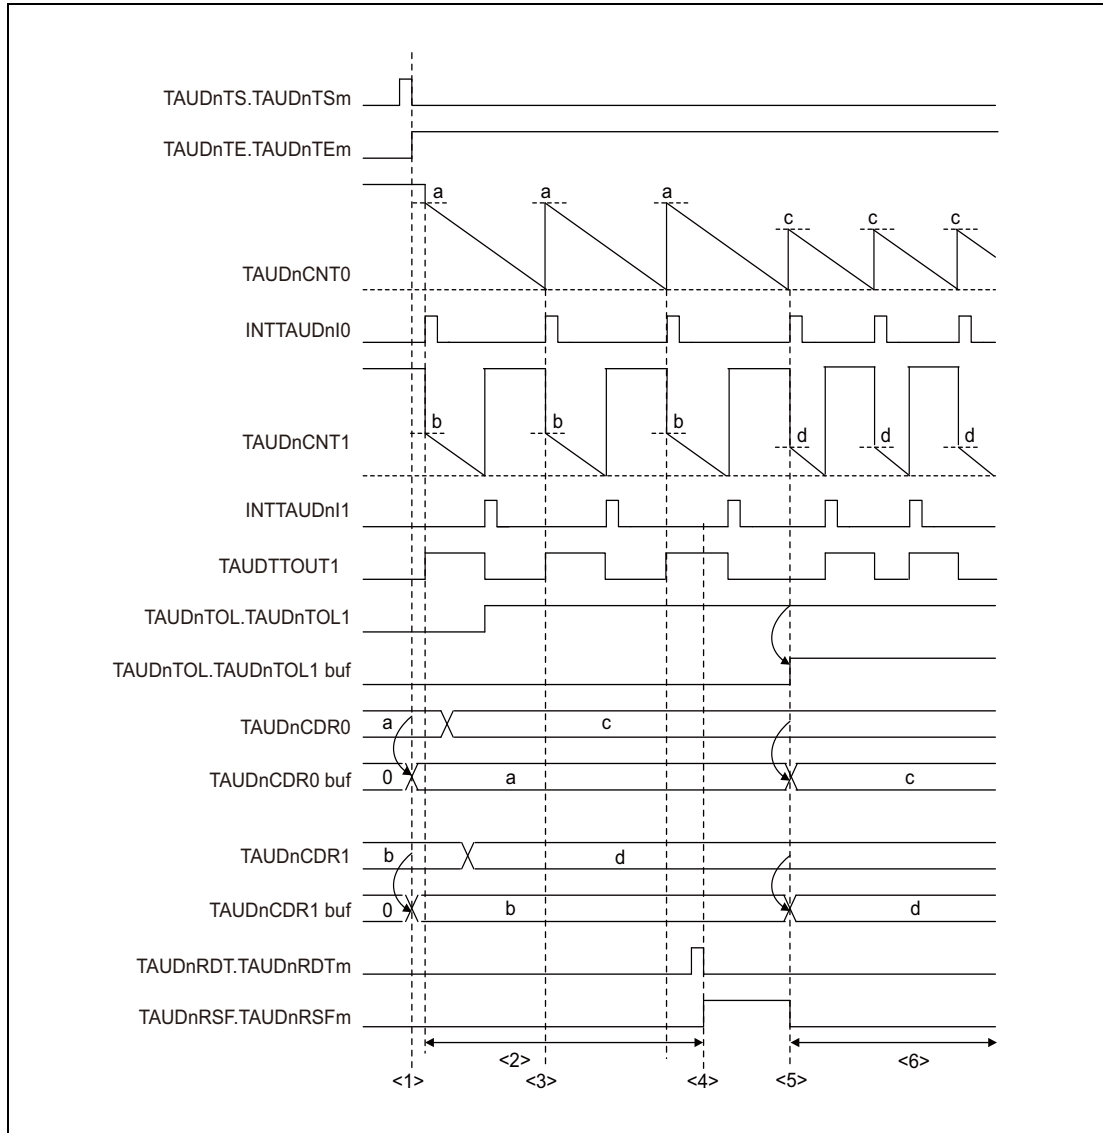 TAUDnTS.TAUDnTSm
TAUDnTE.TAUDnTEm
a a a
c c c
TAUDnCNT0
INTTAUDnI0
b b b
d d d
TAUDnCNT1
INTTAUDnI1
TAUDTTOUT1
TAUDnTOL.TAUDnTOL1
TAUDnTOL.TAUDnTOL1 buf
TAUDnCDR0 a c
TAUDnCDR0 buf 0 a c
TAUDnCDR1 b d
TAUDnCDR1 buf 0 b d
TAUDnRDT.TAUDnRDTm
TAUDnRSF.TAUDnRSFm
<2> <6>
<1> <3> <4> <5>